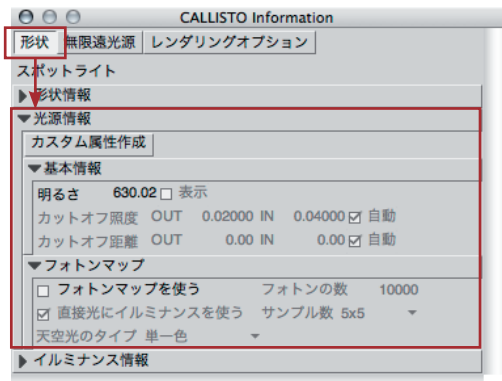 CALLISTO Information
形状 無限遠光源 レンダリングオプション
スポットライト
形状情報
光源情報
カスタム属性作成
基本情報
明るさ 630.02 表示
カットオフ照度 OUT 0.02000 IN 0.04000 自動
カットオフ距離 OUT 0.00 IN 0.00 自動
フォトンマップ
フォトンマップを使う フォトンの数 10000
直接光にイルミナンスを使う サンプル数 5x5
天空光のタイプ 単一色
イルミナンス情報